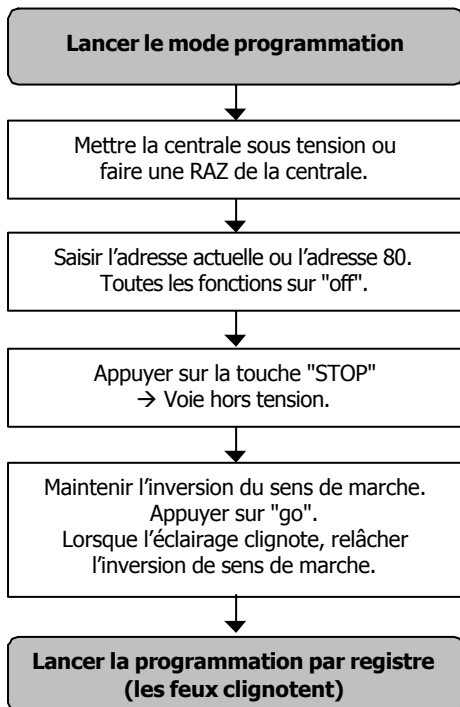 Lancer le mode programmation
Mettre la centrale sous tension ou
faire une RAZ de la centrale.
Saisir l’adresse actuelle ou l’adresse 80.
Toutes les fonctions sur "off".
Appuyer sur la touche "STOP"
→ Voie hors tension.
Maintenir l’inversion du sens de marche.
Appuyer sur "go".
Lorsque l’éclairage clignote, relâcher
l’inversion de sens de marche.
Lancer la programmation par registre
(les feux clignotent)